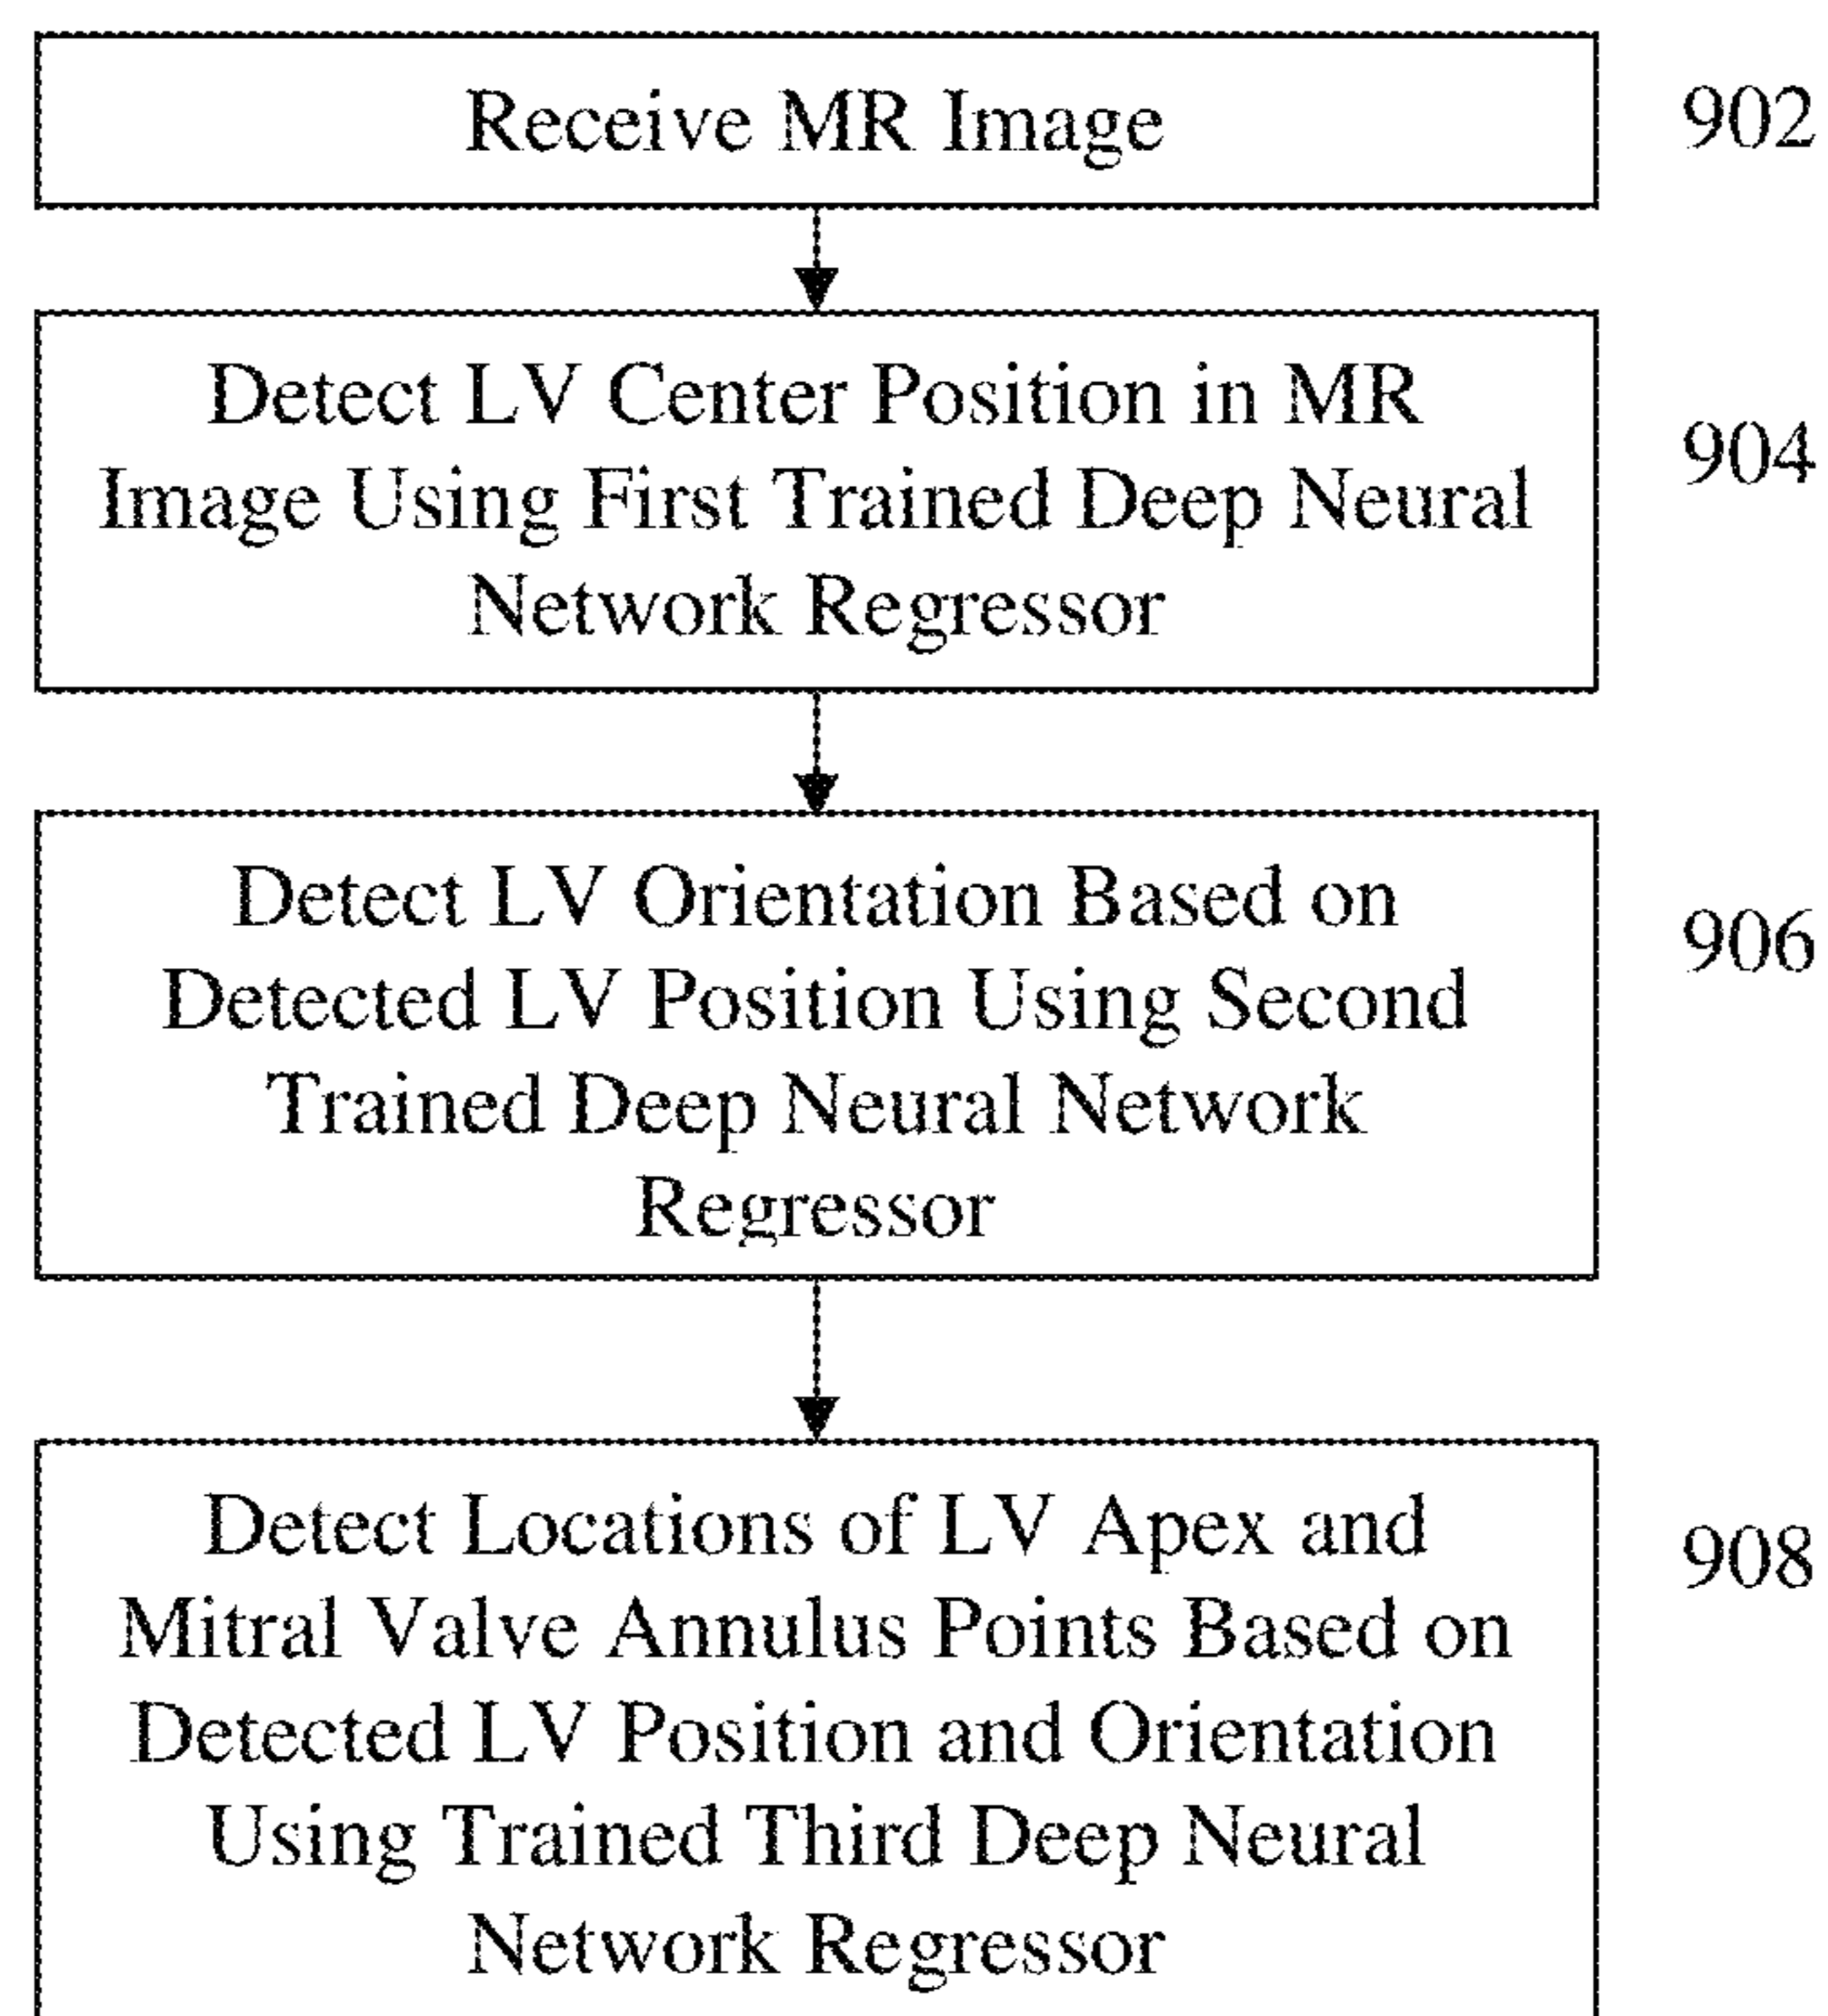 Receive MR Image
902
Detect LV Center Position in MR
Image Using First Trained Deep Neural
Network Regressor
904
Detect LV Orientation Based on
Detected LV Position Using Second
Trained Deep Neural Network
Regressor
906
Detect Locations of LV Apex and
Mitral Valve Annulus Points Based on
Detected LV Position and Orientation
Using Trained Third Deep Neural
Network Regressor
908